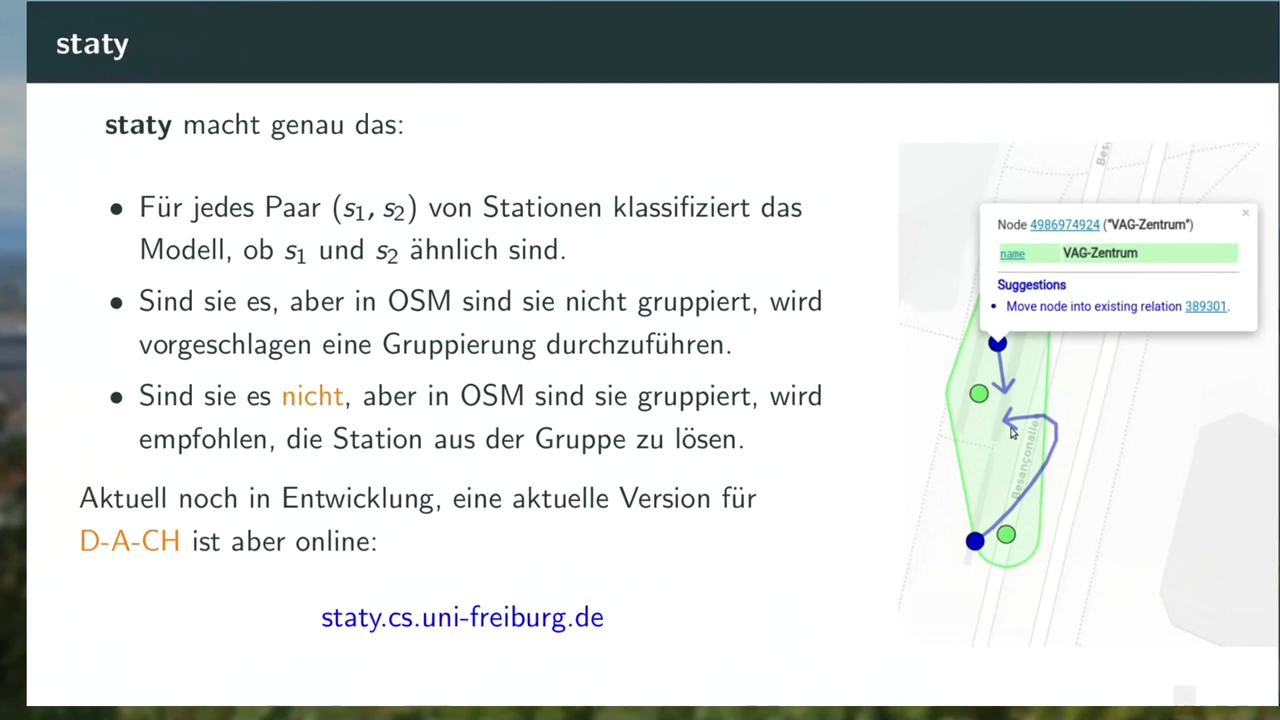 staty
staty macht genau das:
• Für jedes Paar (s₁, s₂) von Stationen klassifiziert das
Modell, ob s₁ und s₂ ähnlich sind.
• Sind sie es, aber in OSM sind sie nicht gruppiert, wird
vorgeschlagen eine Gruppierung durchzuführen.
• Sind sie es nicht, aber in OSM sind sie gruppiert, wird
empfohlen, die Station aus der Gruppe zu lösen.
Aktuell noch in Entwicklung, eine aktuelle Version für
D-A-CH ist aber online:
staty.cs.uni-freiburg.de
Node 4986974924 ("VAG-Zentrum")
×
name VAG-Zentrum
Suggestions
• Move node into existing relation 389301.